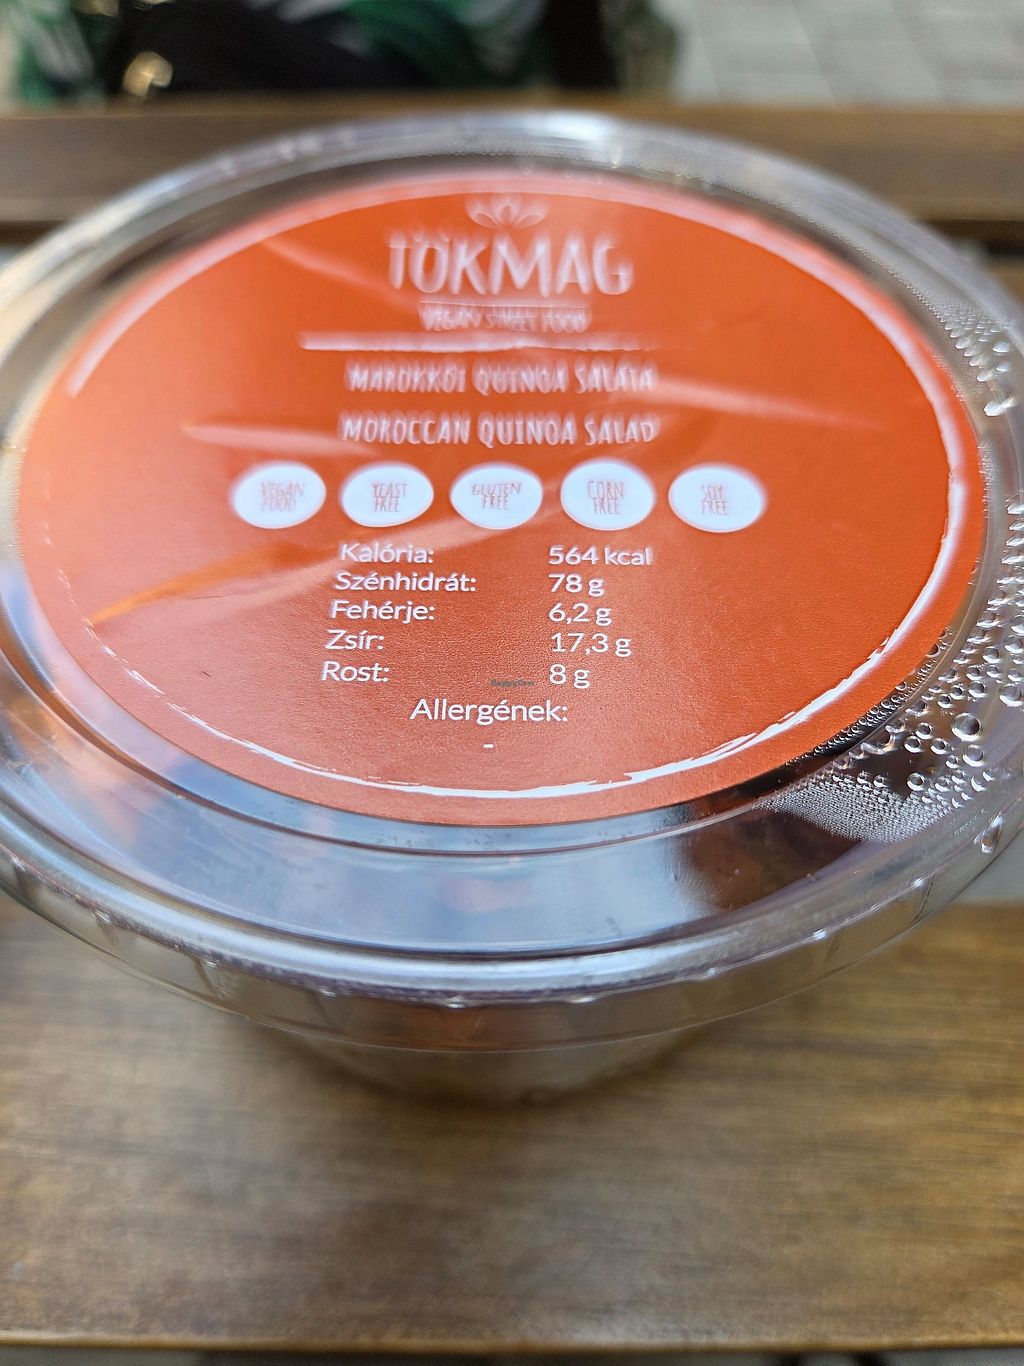 TÖKMAG
VEGAN STREET FOOD
MAROKKÓI QUINOA SALÁTA
MOROCCAN QUINOA SALAD
VEGAN FOOD
YEAST FREE
GLUTEN FREE
CORN FREE
SOY FREE
Kalória: 564 kcal
Szénhidrát: 78 g
Fehérje: 6,2 g
Zsír: 17,3 g
Rost: 8 g
HappyCow
Allergének:
-